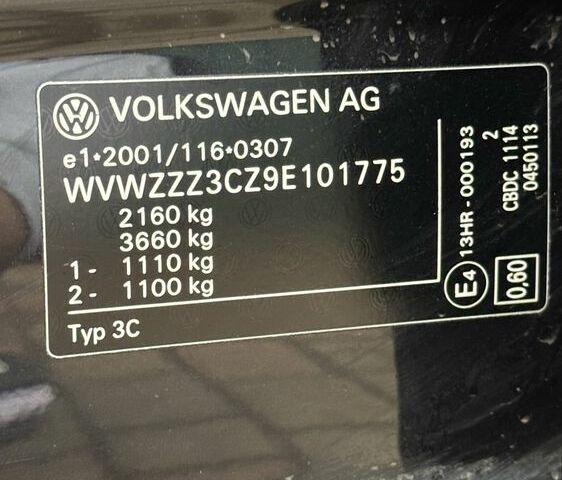 VOLKSWAGEN AG
e1*2001/116*0307
WVWZZZ3CZ9E101775
2160 kg
3660 kg
1 - 1110 kg
2 - 1100 kg
Typ 3C
E4
13HR - 000193
2
CBDC 1114
0450113
0,60